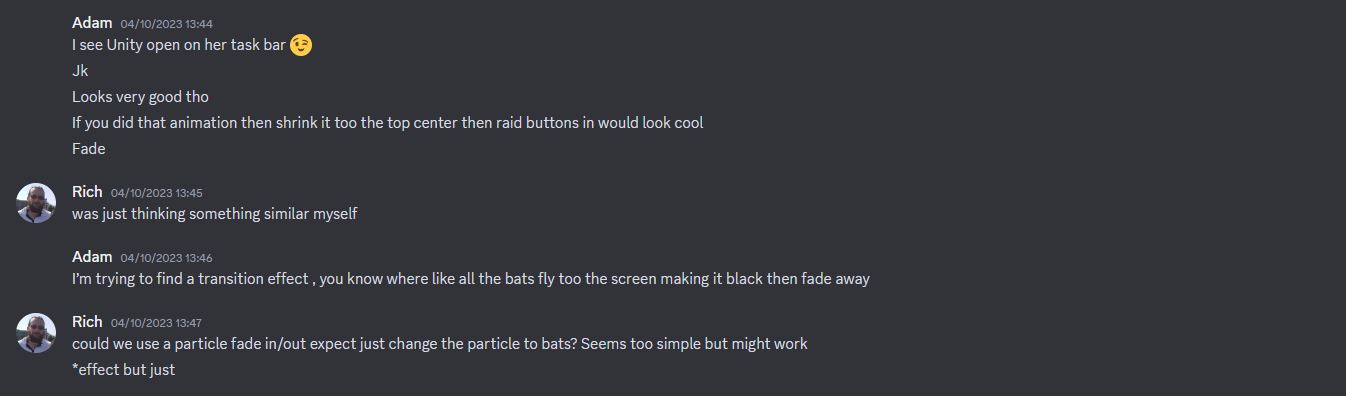 Adam 04/10/2023 13:44
I see Unity open on her task bar 😉
Jk
Looks very good tho
If you did that animation then shrink it too the top center then raid buttons in would look cool
Fade
Rich 04/10/2023 13:45
was just thinking something similar myself
Adam 04/10/2023 13:46
I'm trying to find a transition effect , you know where like all the bats fly too the screen making it black then fade away
Rich 04/10/2023 13:47
could we use a particle fade in/out expect just change the particle to bats? Seems too simple but might work
*effect but just